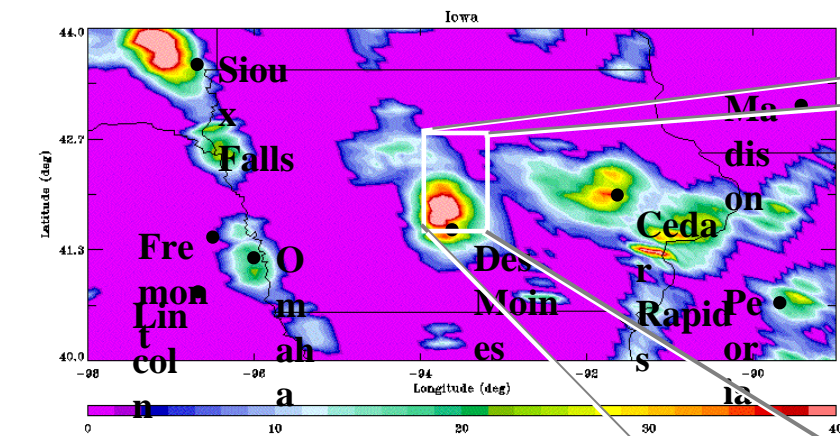 Iowa
44.0
42.7
41.3
40.0
Latitude (deg)
Siou
x
Falls
Fre
mon
t
Lin
col
n
O
m
ah
a
Des
Moin
es
Ceda
r
Rapid
s
Ma
dis
on
Pe
or
ia
-98
-96
-94
-92
-90
Longitude (deg)
0
10
20
30
40